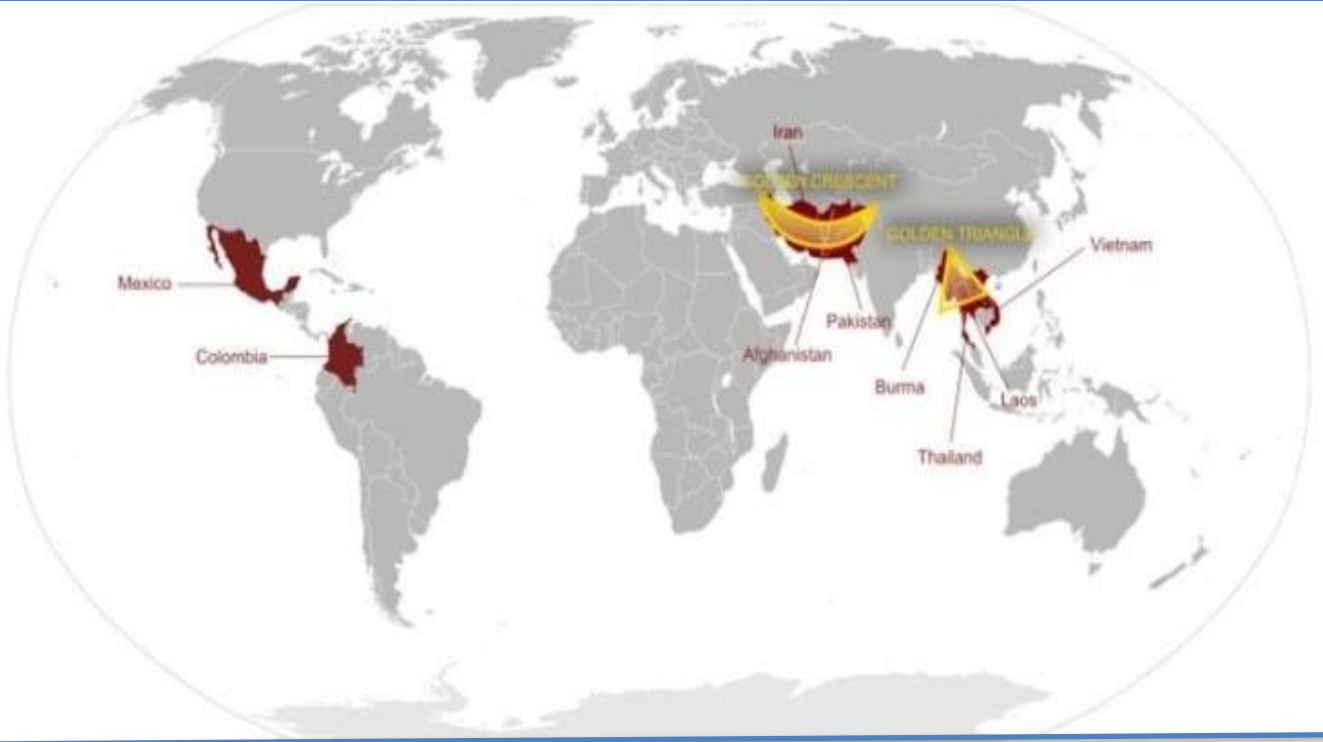 Iran
GOLDEN CRESCENT
GOLDEN TRIANGLE
Vietnam
Mexico
Pakistan
Colombia
Afghanistan
Burma
Laos
Thailand